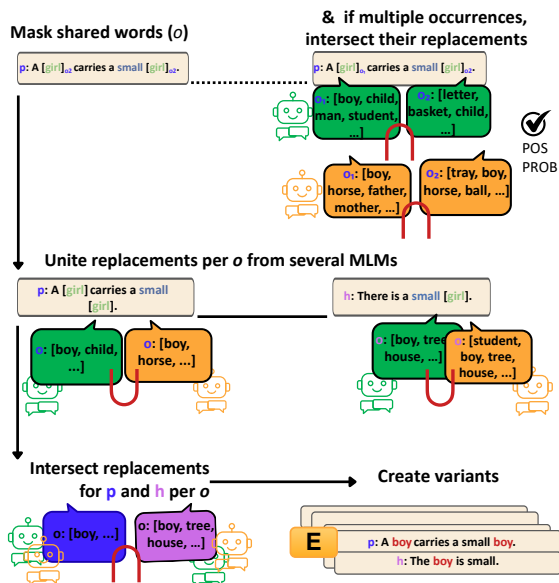 Mask shared words (o)
& if multiple occurrences,
intersect their replacements
p: A [girl]o2 carries a small [girl]o2.
p: A [girl]o, carries a small [girl]o2.
o1: [boy, child,
man, student,
...]
o2: [letter,
basket, child,
...]
POS
PROB
o1: [boy,
horse, father,
mother, ...]
o2: [tray, boy,
horse, ball, ...]
Unite replacements per o from several MLMs
p: A [girl] carries a small
[girl].
h: There is a small [girl].
o: [boy, child,
...]
o: [boy,
horse, ...]
o: [boy, tree
house, ...]
o: [student,
boy, tree,
house, ...]
Intersect replacements
for p and h per o
Create variants
o: [boy, ...]
o: [boy, tree,
house, ...]
E
p: A boy carries a small boy.
h: The boy is small.